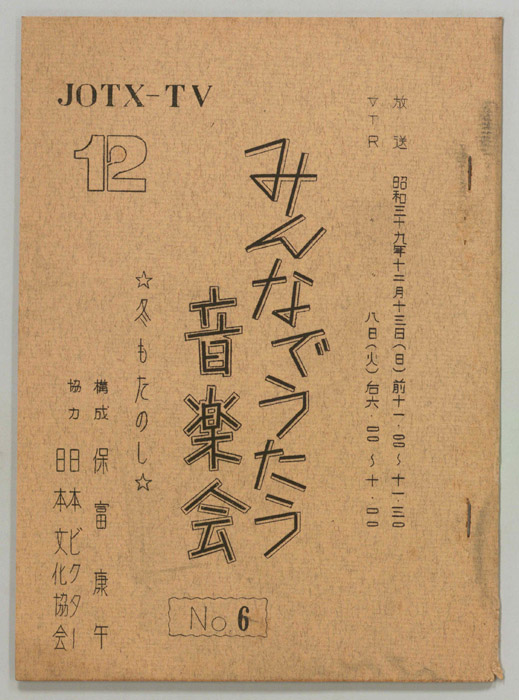 JOTX-TV
12
放送 昭和三十九年十二月十三日(日)前十一・〇〇～十一・三〇
VTR 〃 〃 八日(火)后六・〇〇～十・〇〇
みんなでうたう
音楽会
☆冬もたのし☆
構成 保富康午
協力 日本ビクター
日本文化協会
No.6